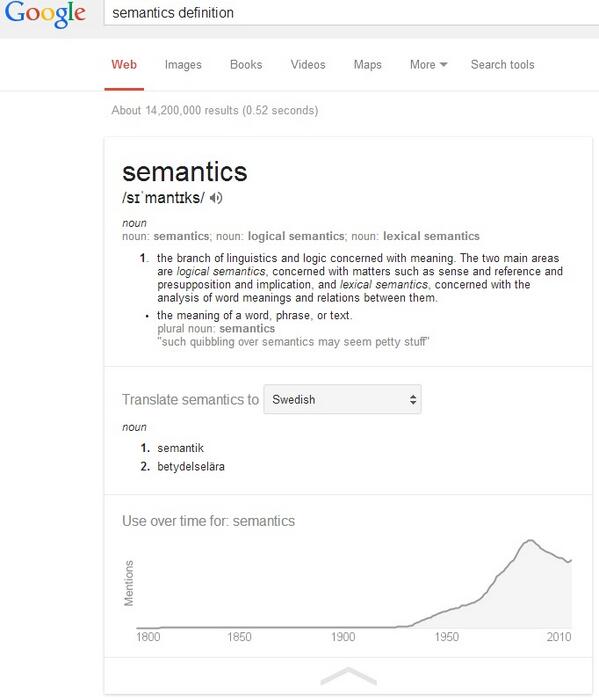 Google semantics definition
Web Images Books Videos Maps More Search tools
About 14,200,000 results (0.52 seconds)
semantics
/sɪˈmantɪks/
noun
noun: semantics; noun: logical semantics; noun: lexical semantics
1. the branch of linguistics and logic concerned with meaning. The two main areas
are logical semantics, concerned with matters such as sense and reference and
presupposition and implication, and lexical semantics, concerned with the
analysis of word meanings and relations between them.
• the meaning of a word, phrase, or text.
plural noun: semantics
"such quibbling over semantics may seem petty stuff"
Translate semantics to Swedish
noun
1. semantik
2. betydelselära
Use over time for: semantics
Mentions
1800 1850 1900 1950 2010